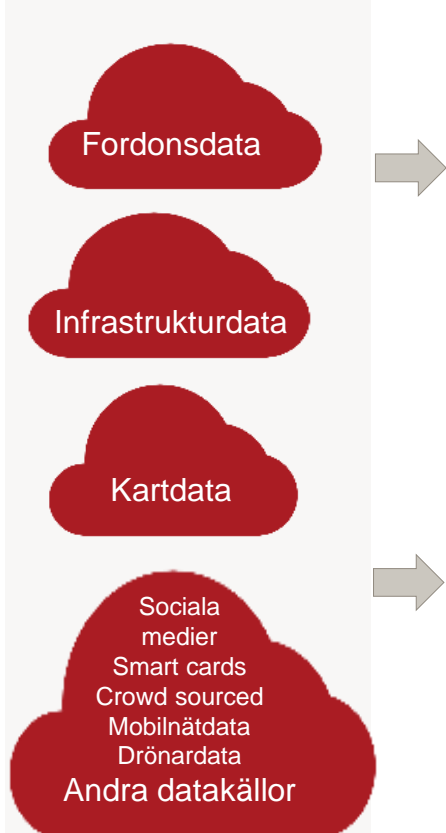 Fordonsdata
Infrastrukturdata
Kartdata
Sociala
medier
Smart cards
Crowd sourced
Mobilnätdata
Drönardata
Andra datakällor